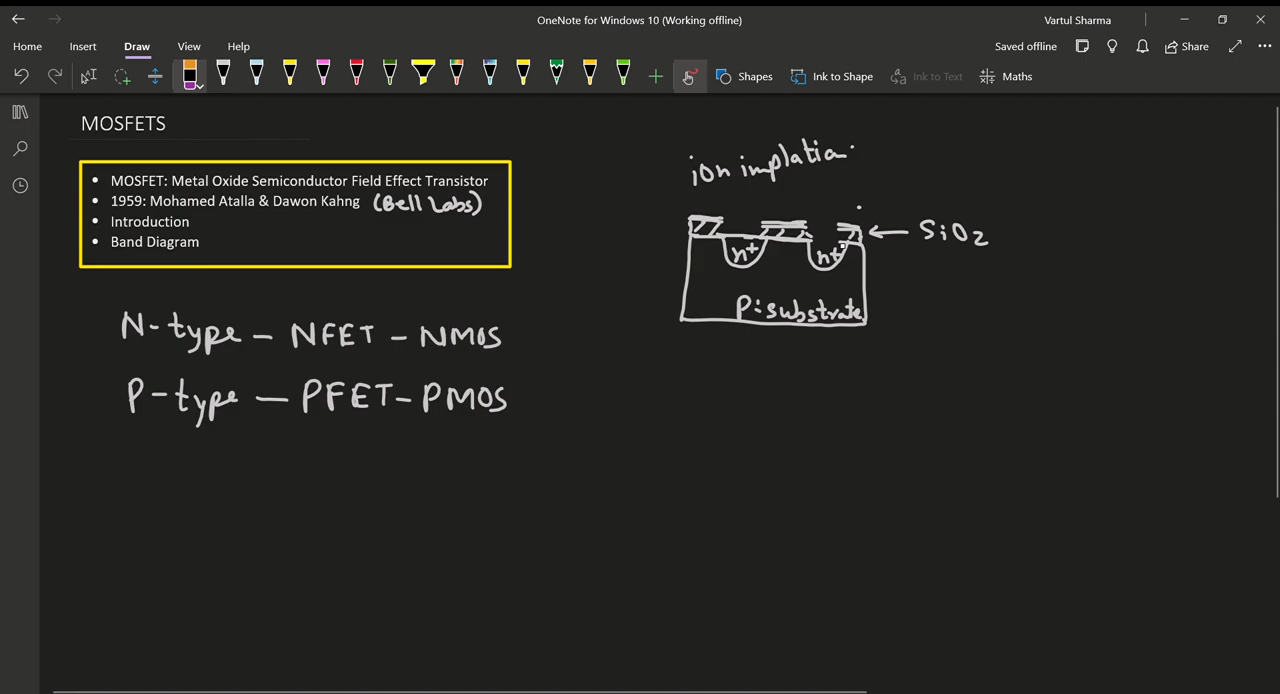 OneNote for Windows 10 (Working offline)
Vartul Sharma
Home Insert Draw View Help
Saved offline
Share
Shapes
Ink to Shape
Ink to Text
Maths
MOSFETS
• MOSFET: Metal Oxide Semiconductor Field Effect Transistor
• 1959: Mohamed Atalla & Dawon Kahng (Bell Labs)
• Introduction
• Band Diagram
N-type - NFET - NMOS
P-type - PFET - PMOS
ion implation
SiO2
n+ n+
P:substrate